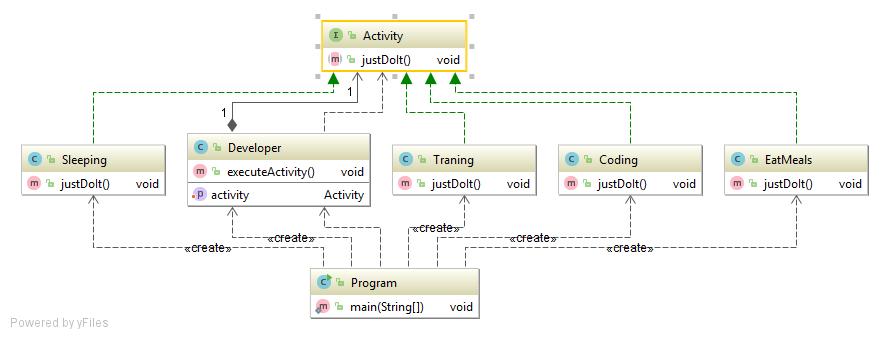 I Activity
m justDoIt() void
1
1
C Sleeping
m justDoIt() void
C Developer
m executeActivity() void
p activity Activity
C Traning
m justDoIt() void
C Coding
m justDoIt() void
C EatMeals
m justDoIt() void
«create»
«create»
«create»
«create»
«create»
C Program
m main(String[]) void
Powered by yFiles